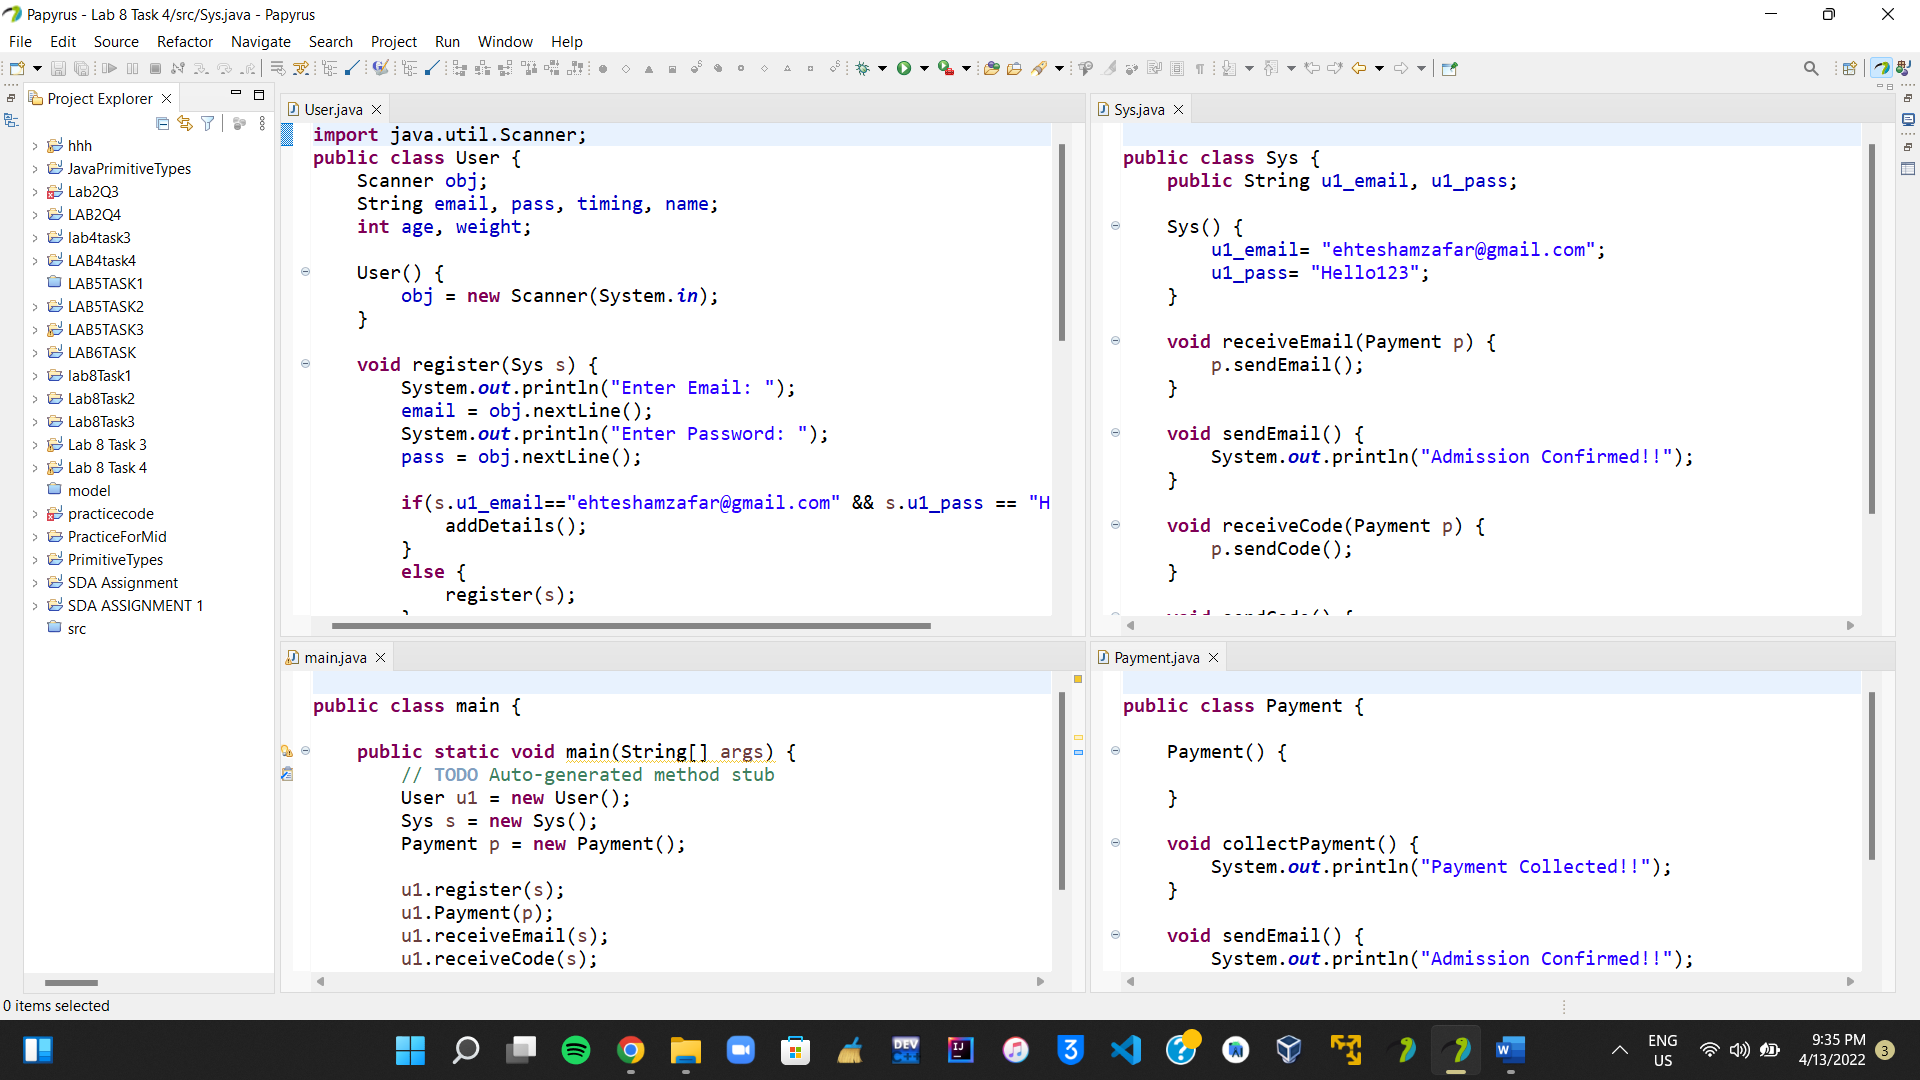 Papyrus - Lab 8 Task 4/src/Sys.java - Papyrus
File Edit Source Refactor Navigate Search Project Run Window Help
Project Explorer
hhh
JavaPrimitiveTypes
Lab2Q3
LAB2Q4
lab4task3
LAB4task4
LAB5TASK1
LAB5TASK2
LAB5TASK3
LAB6TASK
lab8Task1
Lab8Task2
Lab8Task3
Lab 8 Task 3
Lab 8 Task 4
model
practicecode
PracticeForMid
PrimitiveTypes
SDA Assignment
SDA ASSIGNMENT 1
src
User.java
import java.util.Scanner;
public class User {
Scanner obj;
String email, pass, timing, name;
int age, weight;
User() {
obj = new Scanner(System.in);
}
void register(Sys s) {
System.out.println("Enter Email: ");
email = obj.nextLine();
System.out.println("Enter Password: ");
pass = obj.nextLine();
if(s.u1_email=="ehteshamzafar@gmail.com" && s.u1_pass == "H
addDetails();
}
else {
register(s);
Sys.java
public class Sys {
public String u1_email, u1_pass;
Sys() {
u1_email= "ehteshamzafar@gmail.com";
u1_pass= "Hello123";
}
void receiveEmail(Payment p) {
p.sendEmail();
}
void sendEmail() {
System.out.println("Admission Confirmed!!");
}
void receiveCode(Payment p) {
p.sendCode();
}
void sendCode() {
main.java
public class main {
public static void main(String[] args) {
// TODO Auto-generated method stub
User u1 = new User();
Sys s = new Sys();
Payment p = new Payment();
u1.register(s);
u1.Payment(p);
u1.receiveEmail(s);
u1.receiveCode(s);
Payment.java
public class Payment {
Payment() {
}
void collectPayment() {
System.out.println("Payment Collected!!");
}
void sendEmail() {
System.out.println("Admission Confirmed!!");
0 items selected
DEV
C++
IJ
3
W
ENG
US
9:35 PM
4/13/2022
3